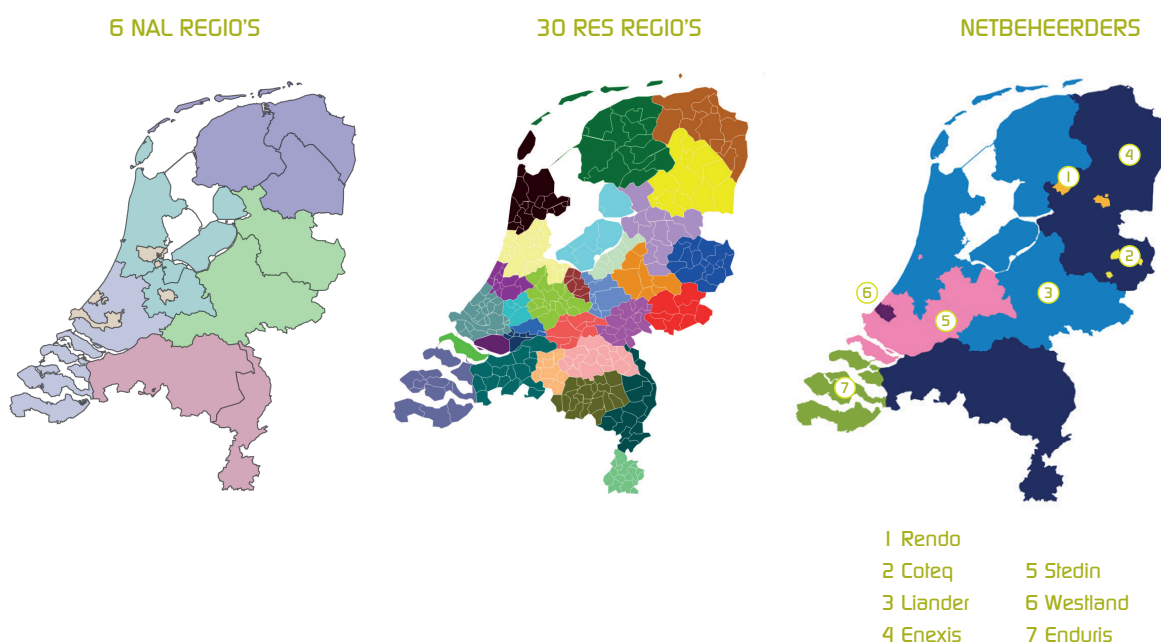 6 NAL REGIO'S
30 RES REGIO'S
NETBEHEERDERS
4
1
2
6
3
5
7
1 Rendo
2 Coteq
3 Liander
4 Enexis
5 Stedin
6 Westland
7 Enduris